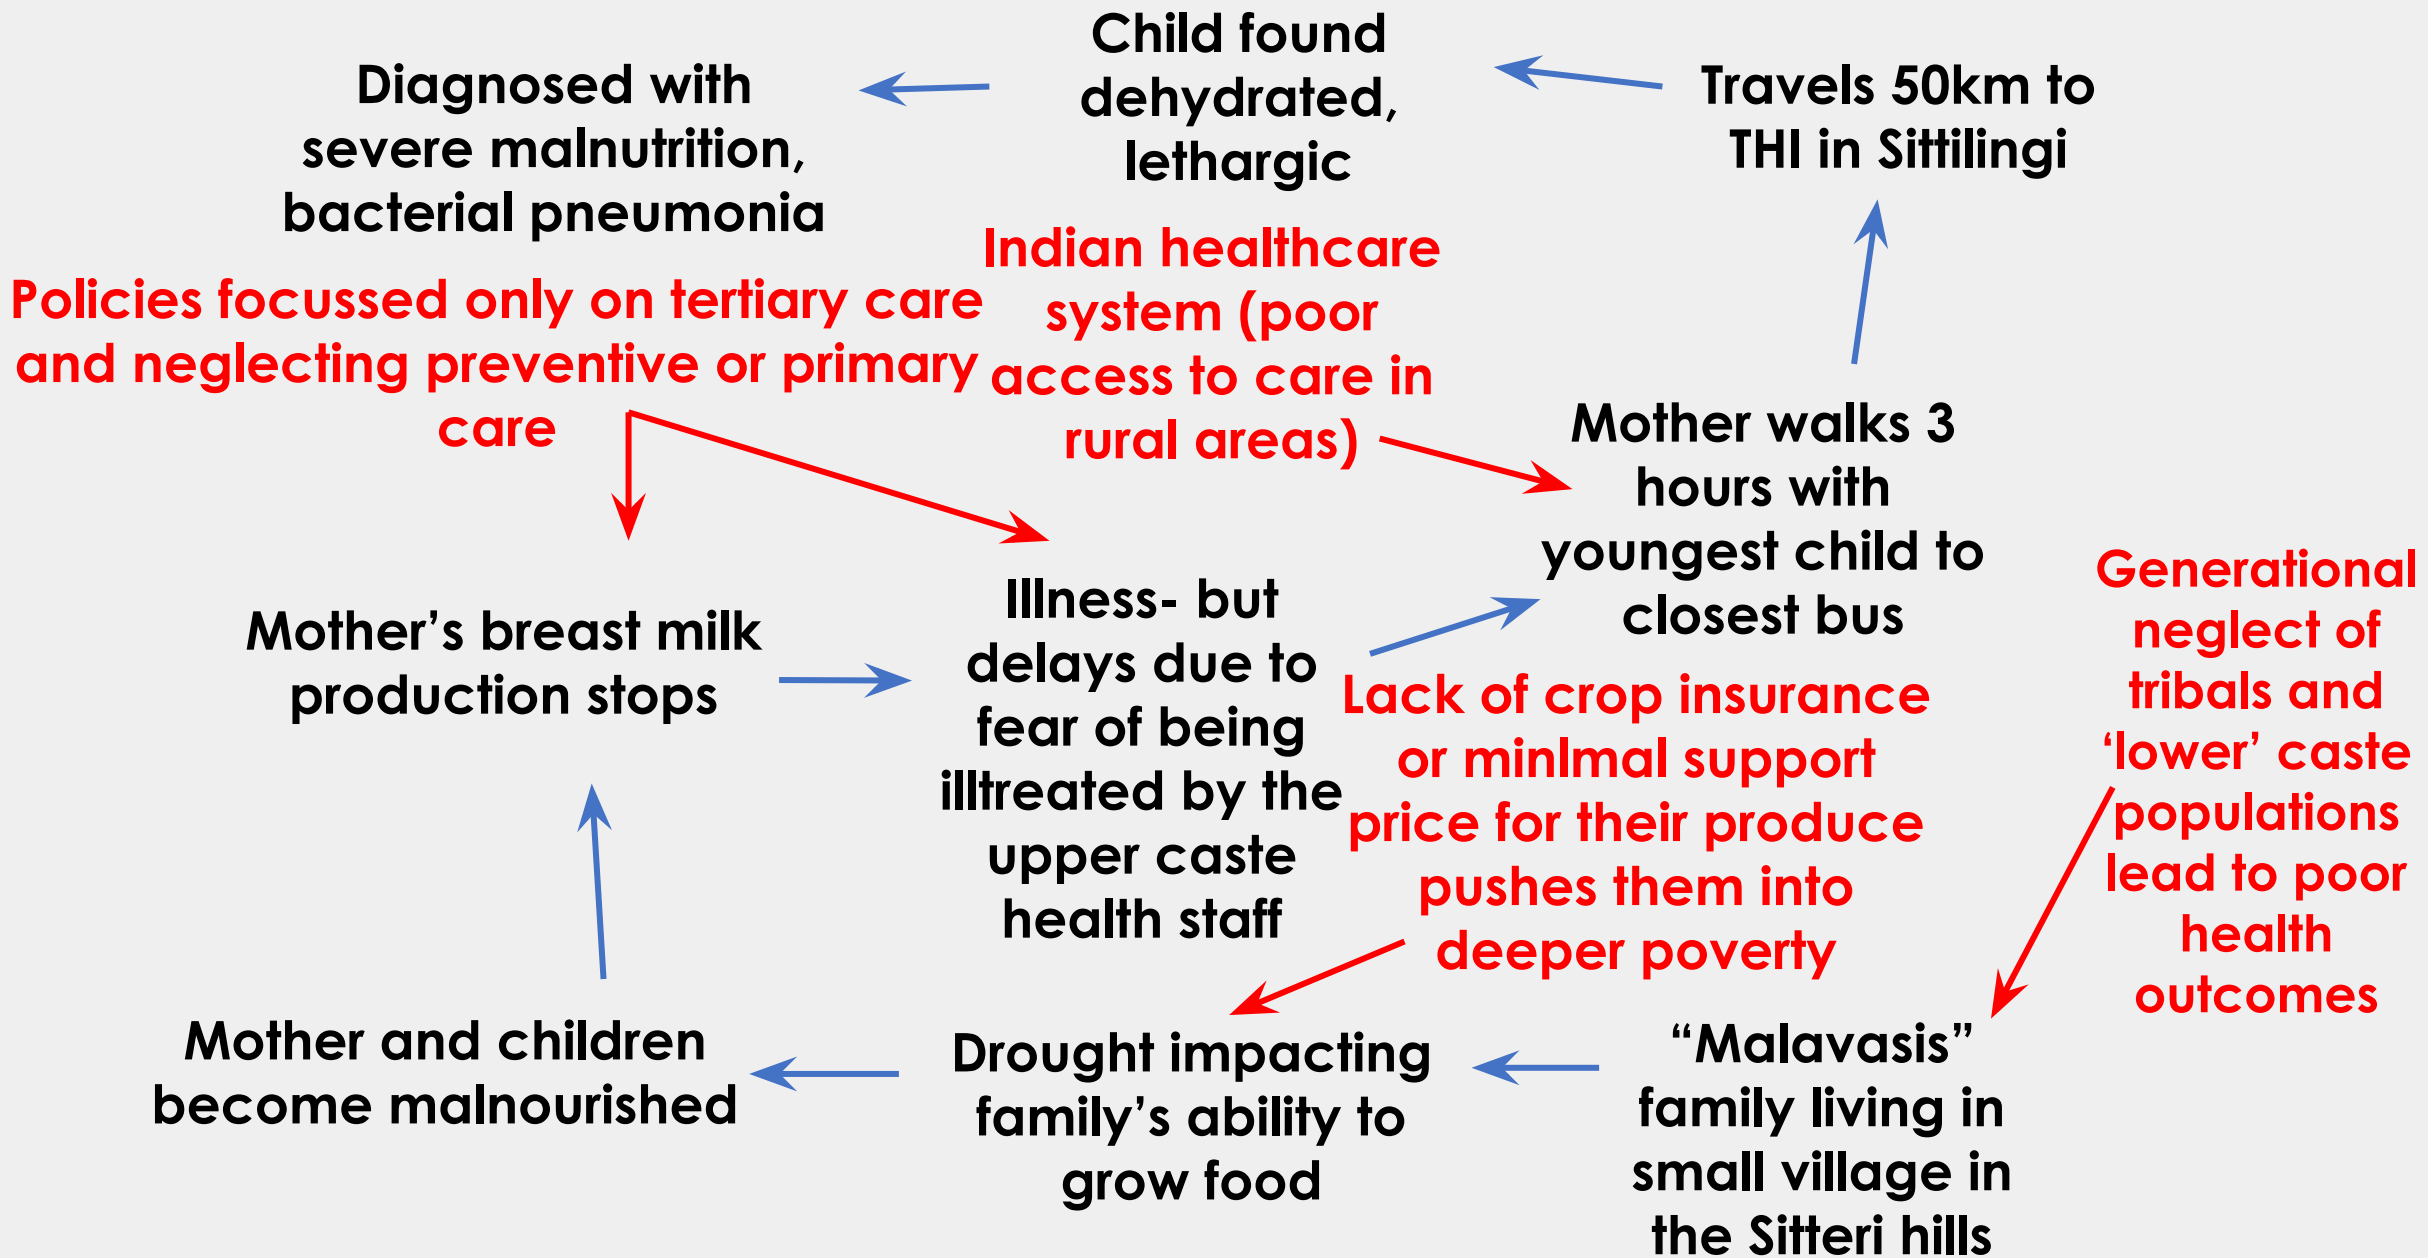 Child found
dehydrated,
lethargic
Diagnosed with
severe malnutrition,
bacterial pneumonia
Travels 50km to
THI in Sittilingi
Policies focussed only on tertiary care
and neglecting preventive or primary
care
Indian healthcare
system (poor
access to care in
rural areas)
Mother walks 3
hours with
youngest child to
closest bus
Mother’s breast milk
production stops
Illness- but
delays due to
fear of being
illtreated by the
upper caste
health staff
Lack of crop insurance
or minlmal support
price for their produce
pushes them into
deeper poverty
Generational
neglect of
tribals and
‘lower’ caste
populations
lead to poor
health
outcomes
Mother and children
become malnourished
Drought impacting
family’s ability to
grow food
“Malavasis”
family living in
small village in
the Sitteri hills